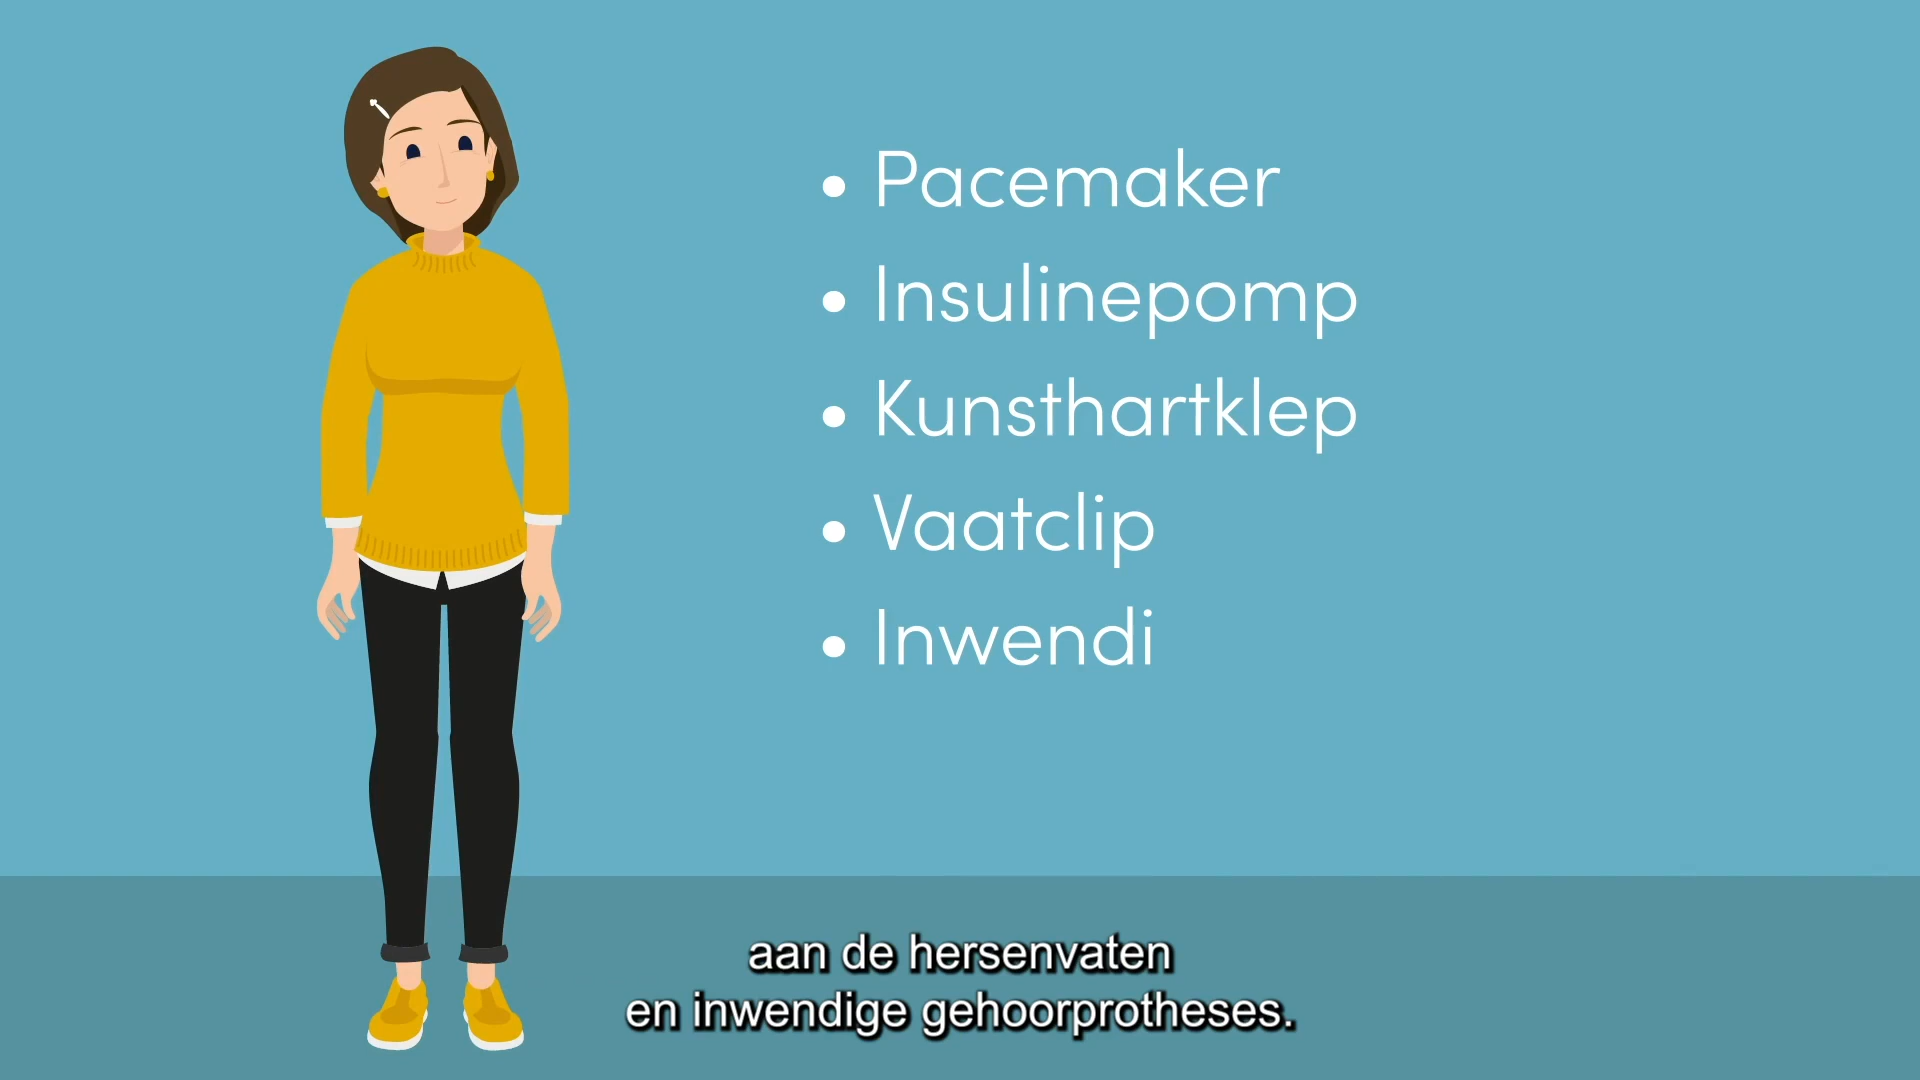 • Pacemaker
• Insulinepomp
• Kunsthartklep
• Vaatclip
• Inwendi
aan de hersenvaten
en inwendige gehoorprotheses.